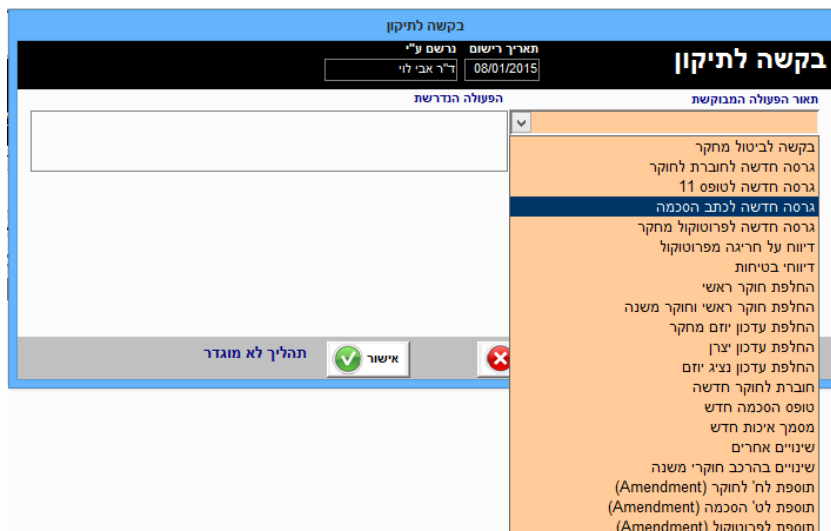 בקשה לתיקון
בקשה לתיקון
תאריך רישום נרשם ע"י
08/01/2015 ד"ר אבי לוי
תאור הפעולה המבוקשת
הפעולה הנדרשת
בקשה לביטול מחקר
גרסה חדשה לחוברת לחוקר
גרסה חדשה לטופס 11
גרסה חדשה לכתב הסכמה
גרסה חדשה לפרוטוקול מחקר
דיווח על חריגה מפרוטוקול
דיווחי בטיחות
החלפת חוקר ראשי
החלפת חוקר ראשי וחוקר משנה
החלפת עדכון יוזם מחקר
החלפת עדכון יצרן
החלפת עדכון נציג יוזם
חוברת לחוקר חדשה
טופס הסכמה חדש
מסמך איכות חדש
שינויים אחרים
שינויים בהרכב חוקרי משנה
תוספת לח' לחוקר (Amendment)
תוספת לט' הסכמה (Amendment)
תוספת לפרוטוקול (Amendment)
אישור
תהליך לא מוגדר